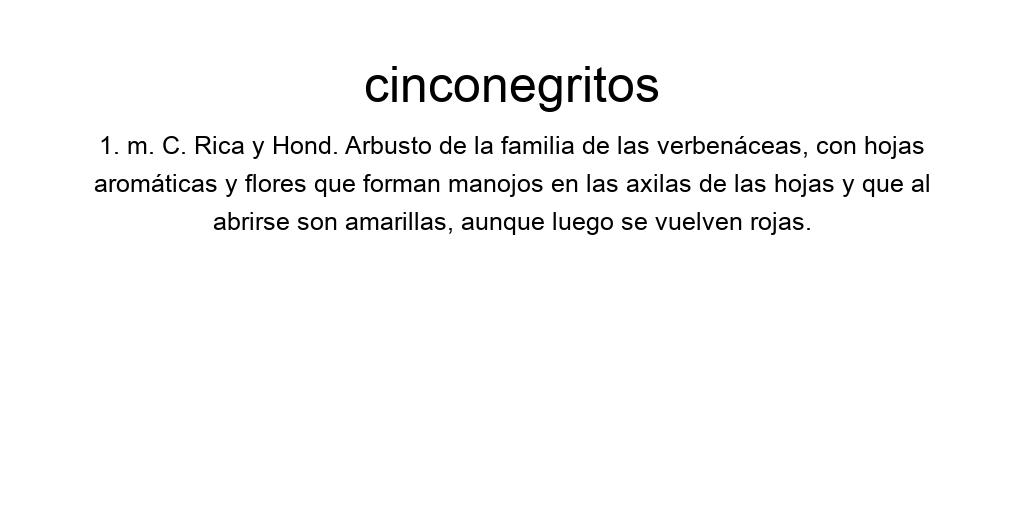 cinconegritos
1. m. C. Rica y Hond. Arbusto de la familia de las verbenáceas, con hojas
aromáticas y flores que forman manojos en las axilas de las hojas y que al
abrirse son amarillas, aunque luego se vuelven rojas.